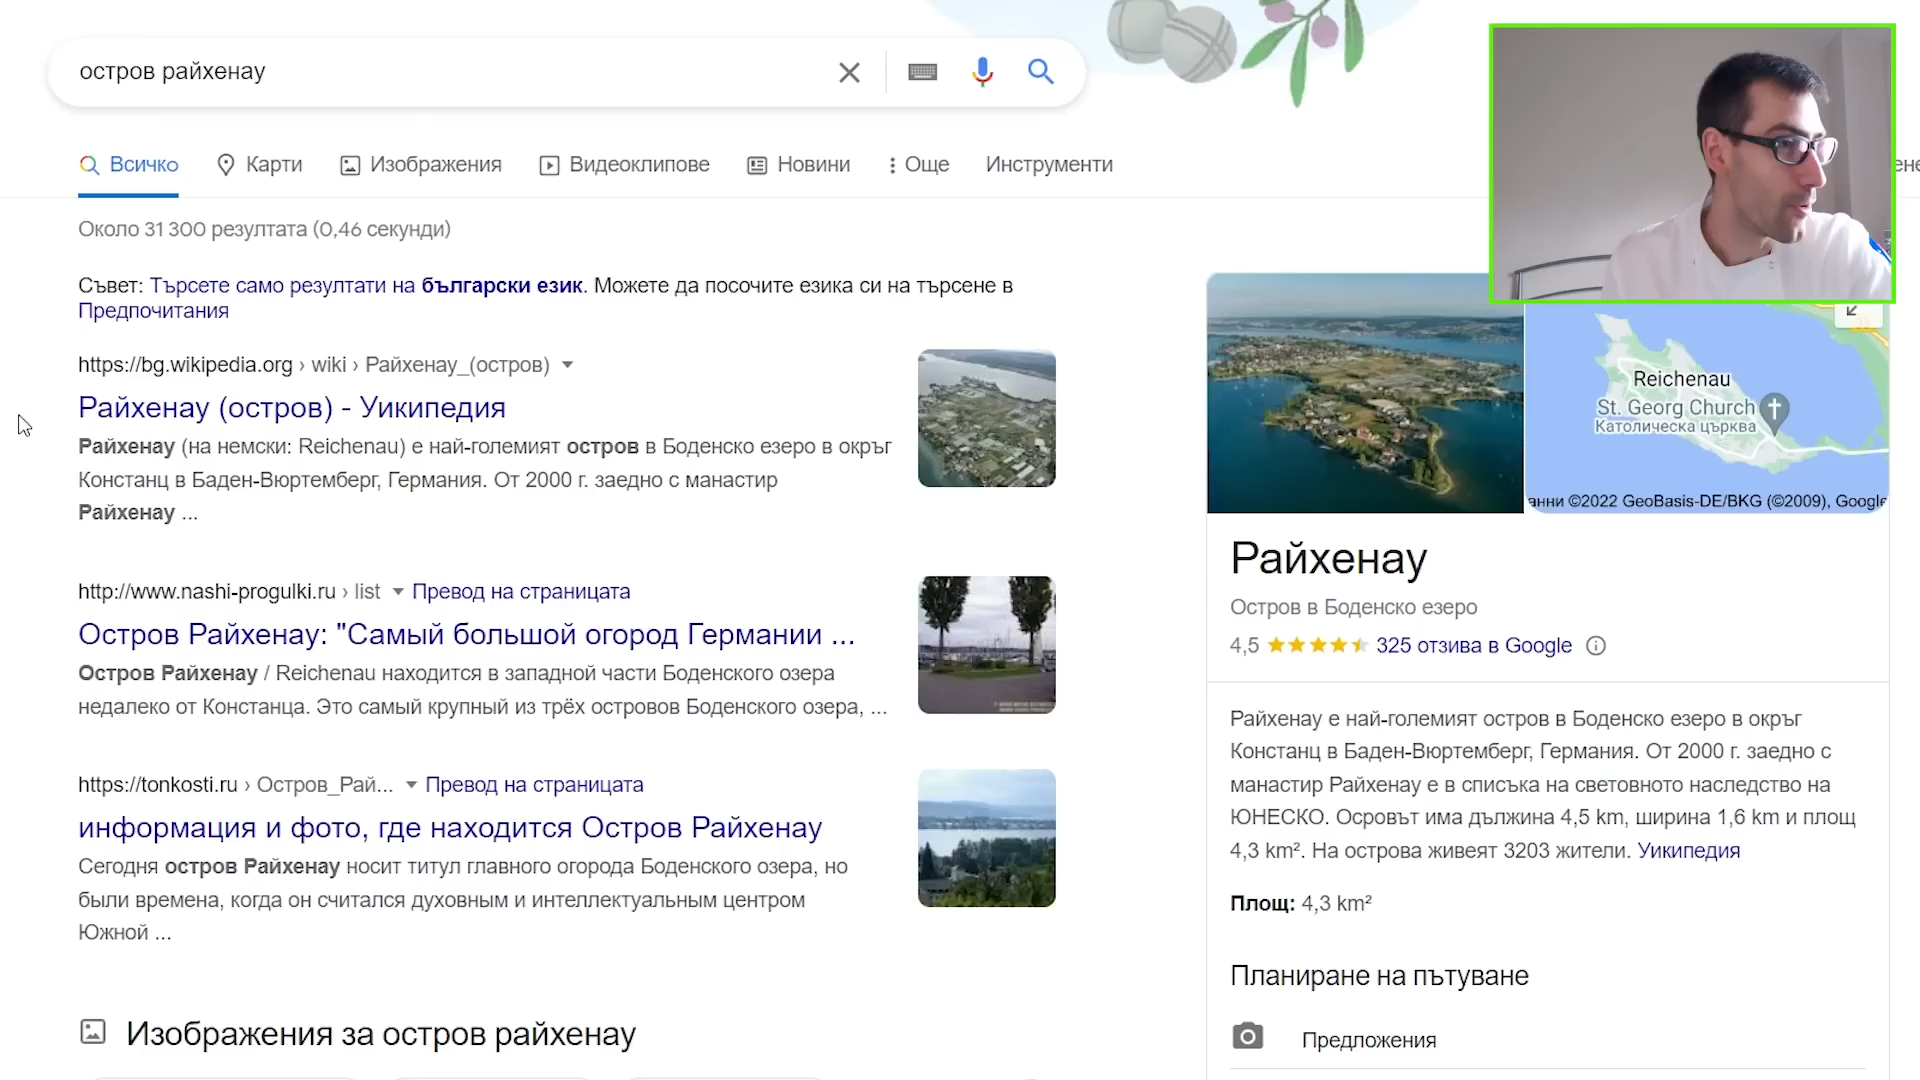 остров райхенау
Всичко
Карти
Изображения
Видеоклипове
Новини
Още
Инструменти
Около 31 300 резултата (0,46 секунди)
Съвет: Търсете само резултати на български език. Можете да посочите езика си на търсене в
Предпочитания
https://bg.wikipedia.org › wiki › Райхенау_(остров)
Райхенау (остров) - Уикипедия
Райхенау (на немски: Reichenau) е най-големият остров в Боденско езеро в окръг
Констанц в Баден-Вюртемберг, Германия. От 2000 г. заедно с манастир
Райхенау ...
http://www.nashi-progulki.ru › list Превод на страницата
Остров Райхенау: "Самый большой огород Германии ...
Остров Райхенау / Reichenau находится в западной части Боденского озера
недалеко от Констанца. Это самый крупный из трёх островов Боденского озера, ...
https://tonkosti.ru › Остров_Рай... Превод на страницата
информация и фото, где находится Остров Райхенау
Сегодня остров Райхенау носит титул главного огорода Боденского озера, но
были времена, когда он считался духовным и интеллектуальным центром
Южной ...
Изображения за остров райхенау
Reichenau
St. Georg Church
Католическа църква
анни ©2022 GeoBasis-DE/BKG (©2009), Google
Райхенау
Остров в Боденско езеро
4,5 325 отзива в Google
Райхенау е най-големият остров в Боденско езеро в окръг
Констанц в Баден-Вюртемберг, Германия. От 2000 г. заедно с
манастир Райхенау е в списъка на световното наследство на
ЮНЕСКО. Осровът има дължина 4,5 km, ширина 1,6 km и площ
4,3 km². На острова живеят 3203 жители. Уикипедия
Площ: 4,3 km²
Планиране на пътуване
Предложения